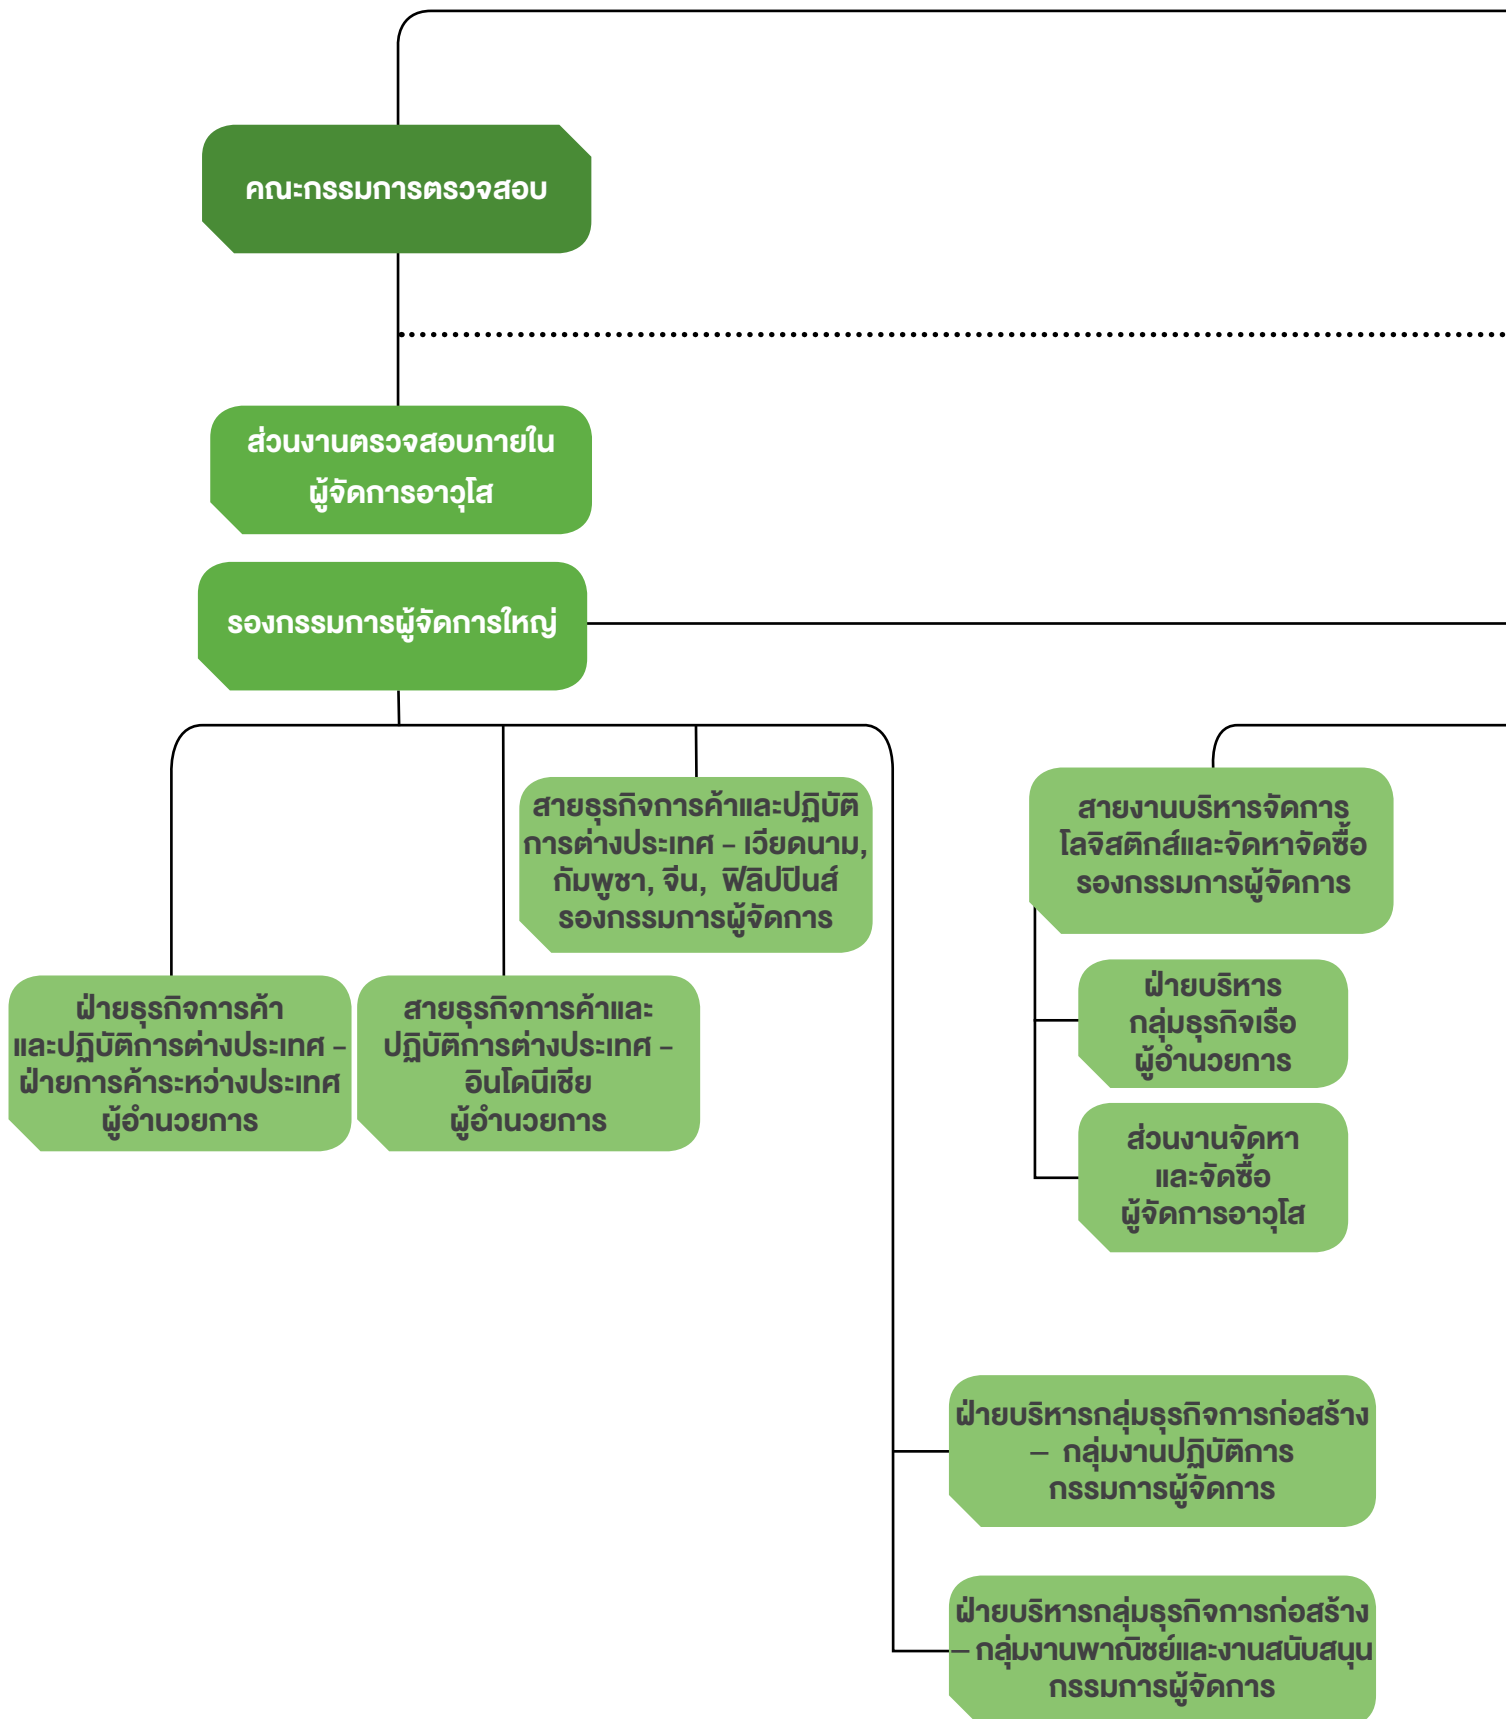 คณะกรรมการตรวจสอบ
ส่วนงานตรวจสอบภายใน
ผู้จัดการอาวุโส
รองกรรมการผู้จัดการใหญ่
สายธุรกิจการค้าและปฏิบัติ
การต่างประเทศ - เวียดนาม,
กัมพูชา, จีน, ฟิลิปปินส์
รองกรรมการผู้จัดการ
สายงานบริหารจัดการ
โลจิสติกส์และจัดหาจัดซื้อ
รองกรรมการผู้จัดการ
ฝ่ายธุรกิจการค้า
และปฏิบัติการต่างประเทศ -
ฝ่ายการค้าระหว่างประเทศ
ผู้อำนวยการ
สายธุรกิจการค้าและ
ปฏิบัติการต่างประเทศ -
อินโดนีเซีย
ผู้อำนวยการ
ฝ่ายบริหาร
กลุ่มธุรกิจเรือ
ผู้อำนวยการ
ส่วนงานจัดหา
และจัดซื้อ
ผู้จัดการอาวุโส
ฝ่ายบริหารกลุ่มธุรกิจการก่อสร้าง
– กลุ่มงานปฏิบัติการ
กรรมการผู้จัดการ
ฝ่ายบริหารกลุ่มธุรกิจการก่อสร้าง
– กลุ่มงานพาณิชย์และงานสนับสนุน
กรรมการผู้จัดการ